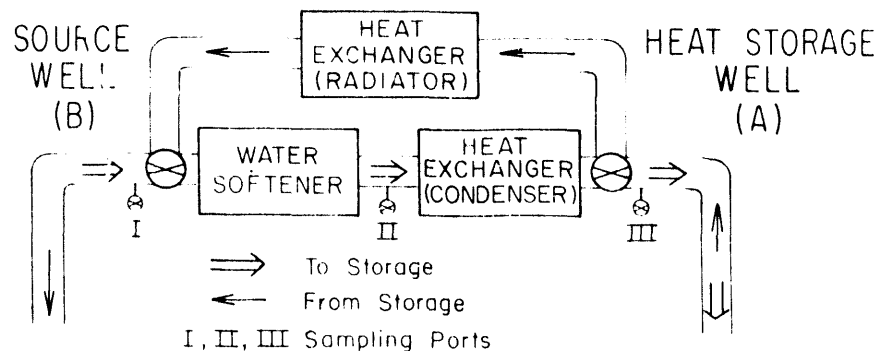 SOURCE
WELL
(B)
HEAT
EXCHANGER
(RADIATOR)
HEAT STORAGE
WELL
(A)
WATER
SOFTENER
HEAT
EXCHANGER
(CONDENSER)
I
II
III
To Storage
From Storage
I, II, III Sampling Ports